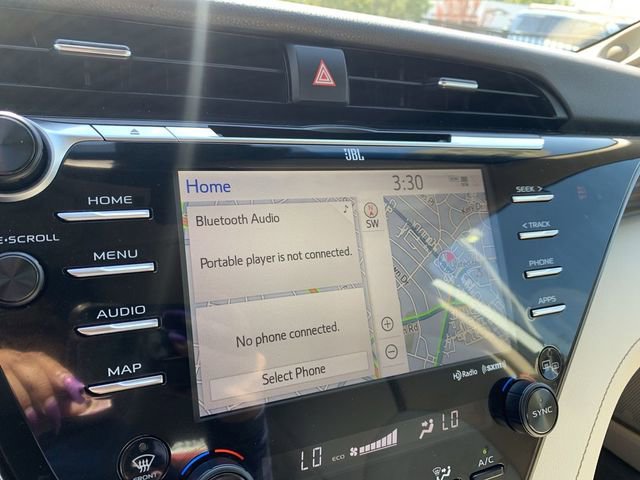 JBL
Home
3:30
HOME
SEEK >
Bluetooth Audio
SW
E•SCROLL
< TRACK
MENU
Portable player is not connected.
PHONE
AUDIO
No phone connected.
APPS
Rd
MAP
Select Phone
HD Radio
((sxm))
SYNC
LO
ECO
LO
FRONT
A/C